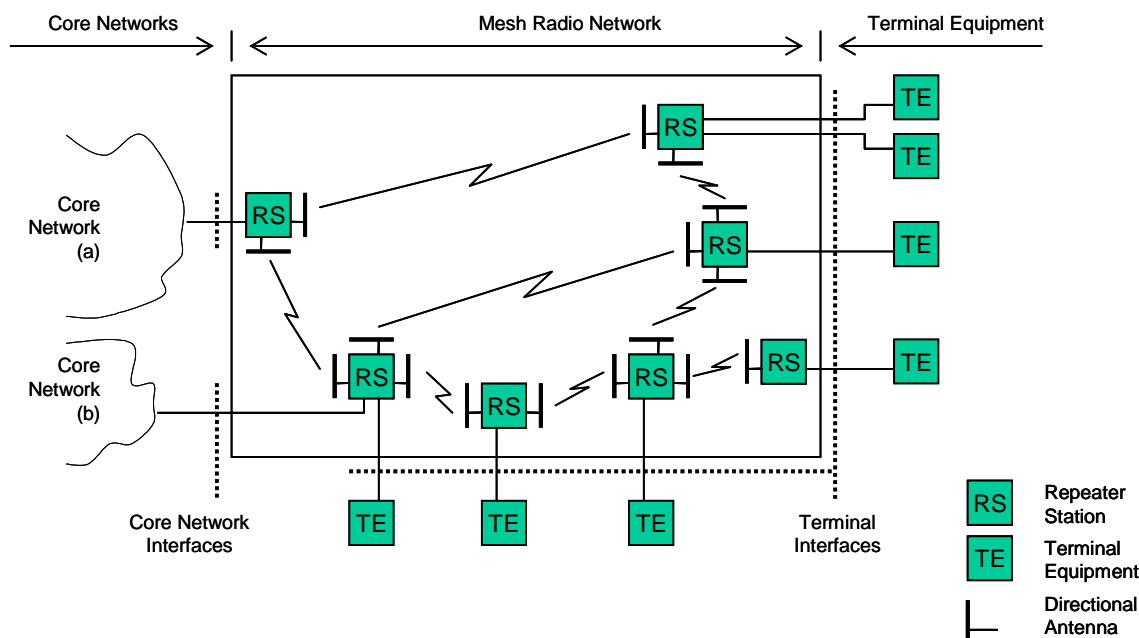 Core Networks
Mesh Radio Network
Terminal Equipment
TE
RS
TE
Core
Network
(a)
RS
RS
TE
Core
Network
(b)
RS
RS
RS
RS
TE
Core Network
Interfaces
TE
TE
TE
Terminal
Interfaces
RS
Repeater
Station
TE
Terminal
Equipment
Directional
Antenna